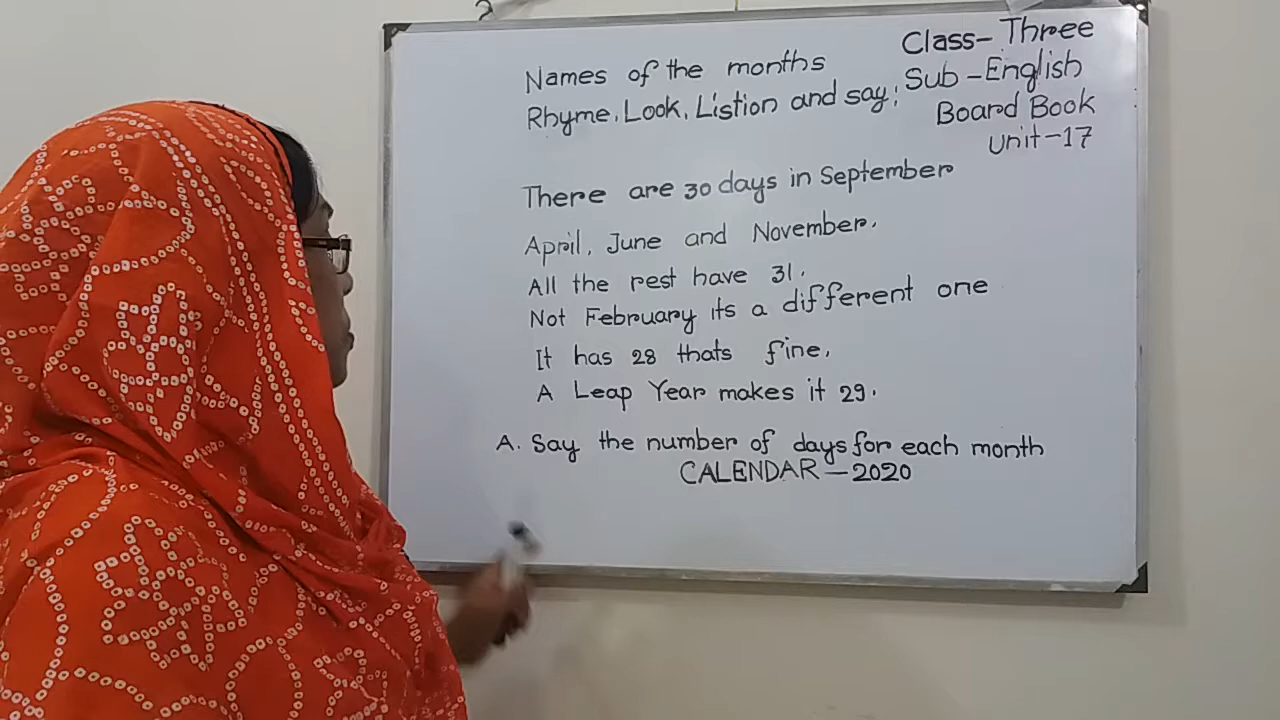 Class- Three
Sub-English
Board Book
Unit-17
Names of the months
Rhyme, Look, Listion and say;
There are 30 days in September
April, June and November.
All the rest have 31.
Not February its a different one
It has 28 thats fine.
A Leap Year makes it 29.
A. Say the number of days for each month
CALENDAR-2020